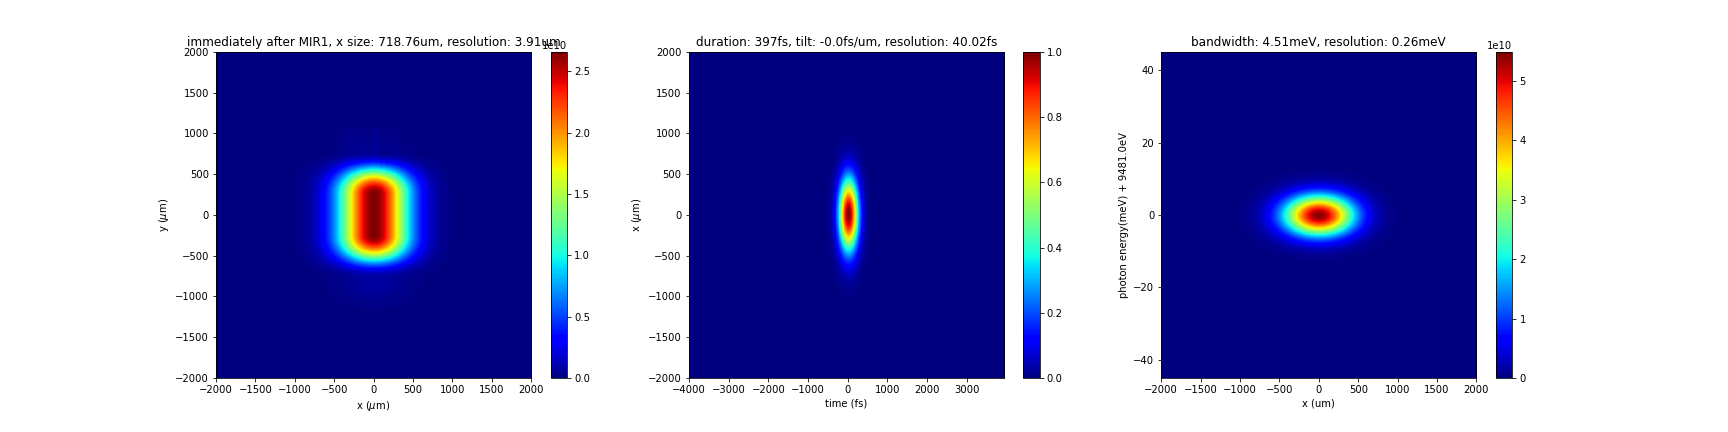 immediately after MIR1, x size: 718.76um, resolution: 3.91um
1e10
2000
1500
1000
500
0
−500
−1000
−1500
−2000
y (μm)
−2000 −1500 −1000 −500 0 500 1000 1500 2000
x (μm)
2.5
2.0
1.5
1.0
0.5
0.0
duration: 397fs, tilt: -0.0fs/um, resolution: 40.02fs
2000
1500
1000
500
0
−500
−1000
−1500
−2000
x (μm)
−4000 −3000 −2000 −1000 0 1000 2000 3000
time (fs)
1.0
0.8
0.6
0.4
0.2
0.0
bandwidth: 4.51meV, resolution: 0.26meV
1e10
40
20
0
−20
−40
photon energy(meV) + 9481.0eV
−2000 −1500 −1000 −500 0 500 1000 1500 2000
x (um)
5
4
3
2
1
0